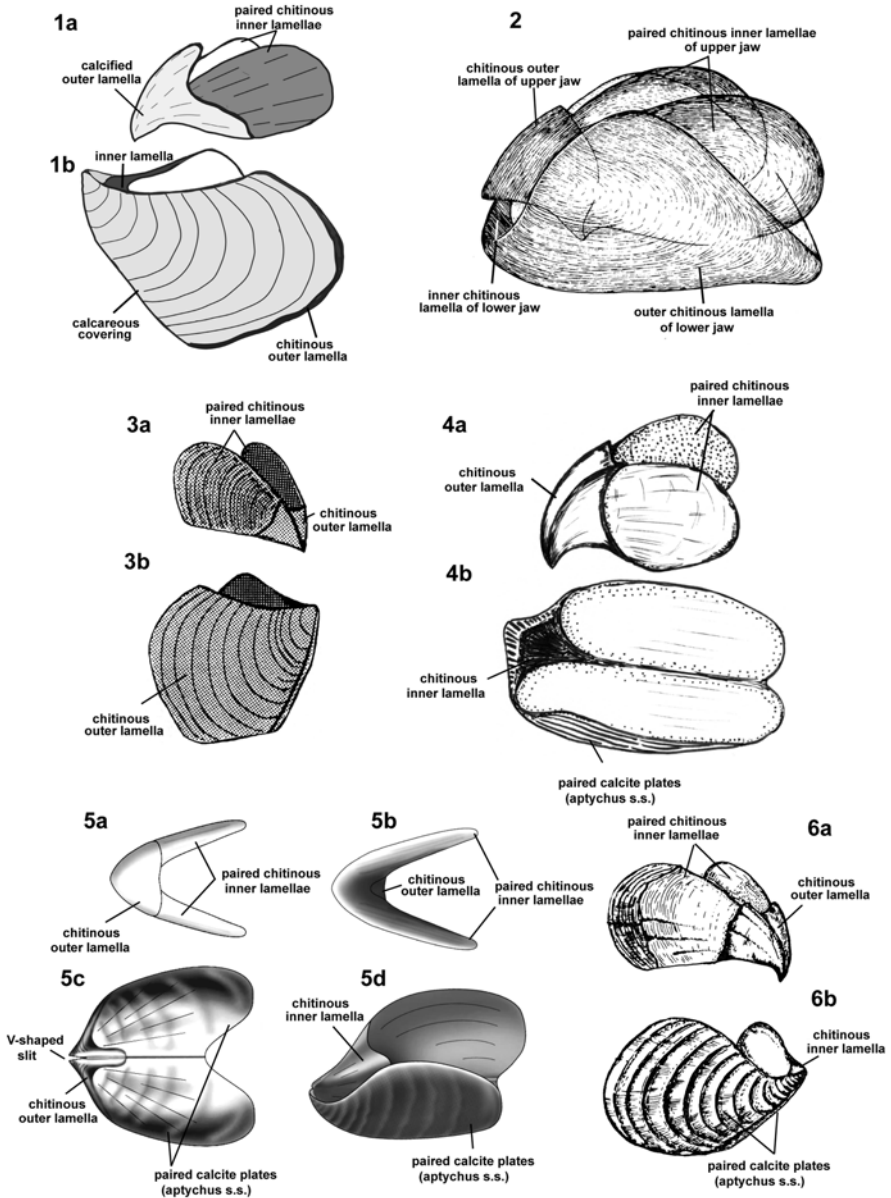 1a
paired chitinous
inner lamellae
calcified
outer lamella
1b
inner lamella
calcareous
covering
chitinous
outer lamella
2
paired chitinous inner lamellae
of upper jaw
chitinous outer
lamella of upper jaw
inner chitinous
lamella of lower jaw
outer chitinous lamella
of lower jaw
3a
paired chitinous
inner lamellae
chitinous
outer lamella
3b
chitinous
outer lamella
4a
paired chitinous
inner lamellae
chitinous
outer lamella
4b
chitinous
inner lamella
paired calcite plates
(aptychus s.s.)
5a
paired chitinous
inner lamellae
chitinous
outer lamella
5b
chitinous
outer lamella
paired chitinous
inner lamellae
5c
V-shaped
slit
chitinous
outer lamella
paired calcite plates
(aptychus s.s.)
5d
chitinous
inner lamella
paired calcite plates
(aptychus s.s.)
6a
paired chitinous
inner lamellae
chitinous
outer lamella
6b
chitinous
inner lamella
paired calcite plates
(aptychus s.s.)